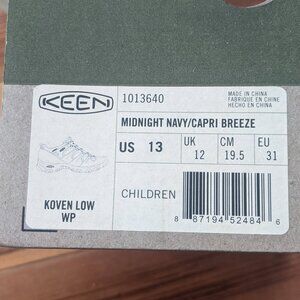 KEEN
1013640
MADE IN CHINA
FABRIQUÉ EN CHINE
HECHO EN CHINA
MIDNIGHT NAVY/CAPRI BREEZE
US 13
UK 12
CM 19.5
EU 31
CHILDREN
KOVEN LOW
WP
8 87194 52484 6